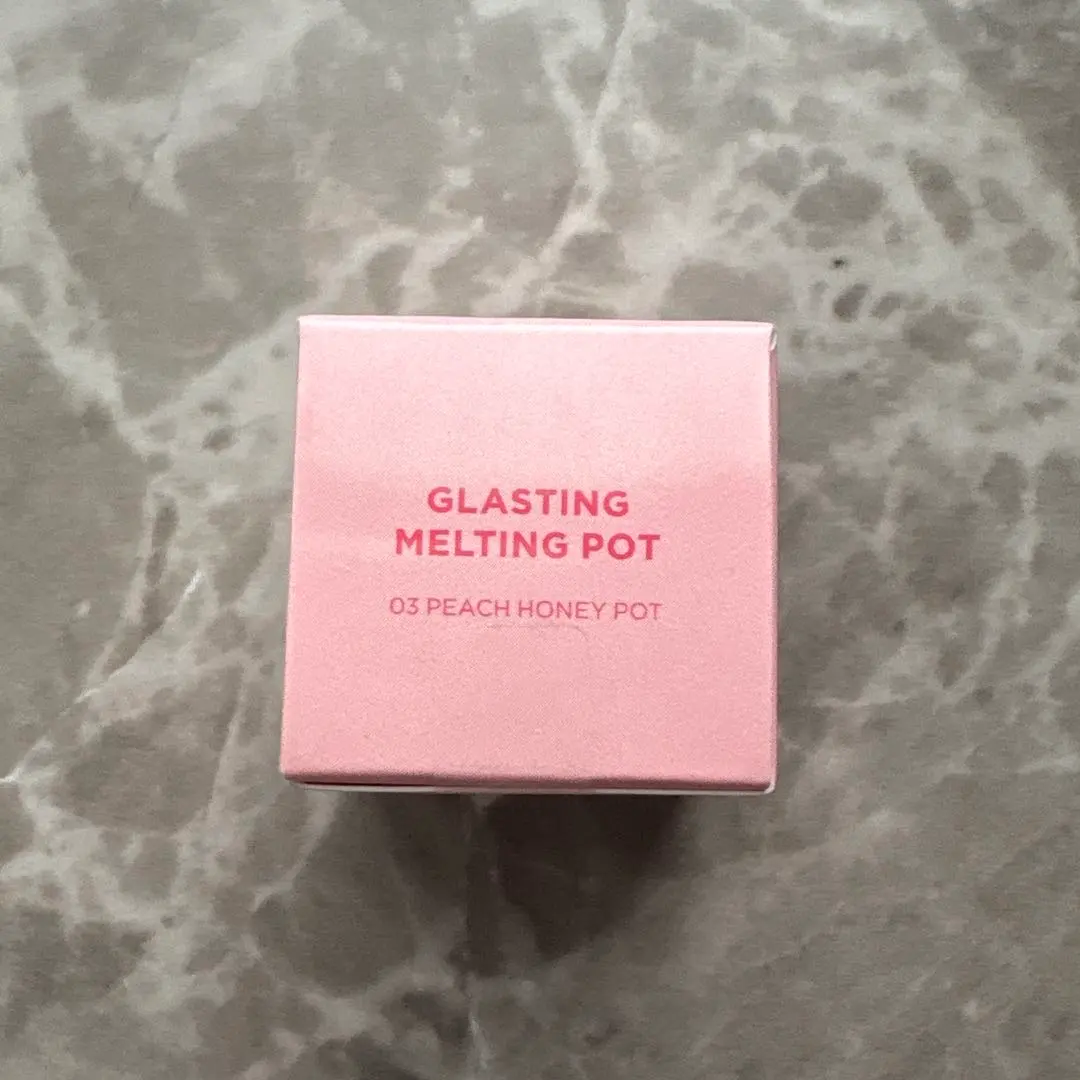 GLASTING
MELTING POT
03 PEACH HONEY POT